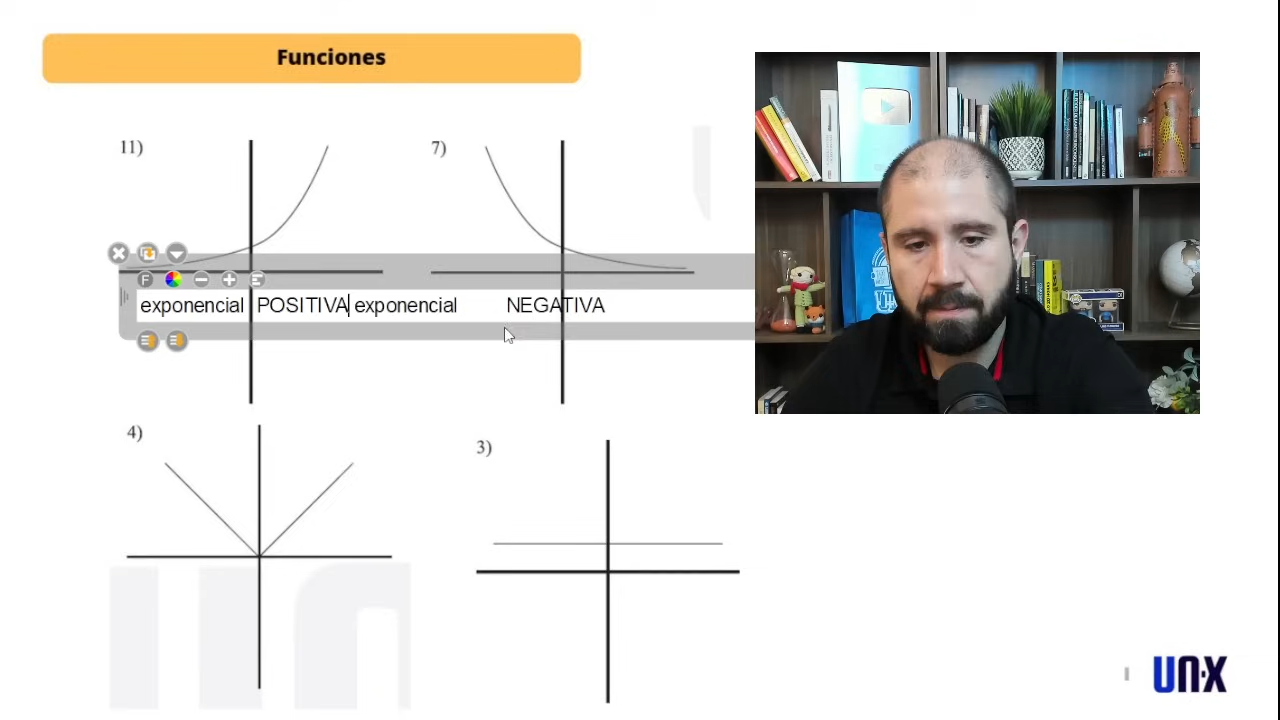 Funciones
11)
7)
exponencial POSITIVA exponencial NEGATIVA
4)
3)
UNX